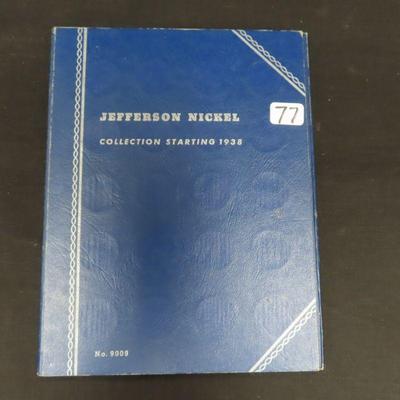 JEFFERSON NICKEL
77
COLLECTION STARTING 1938
No. 9009